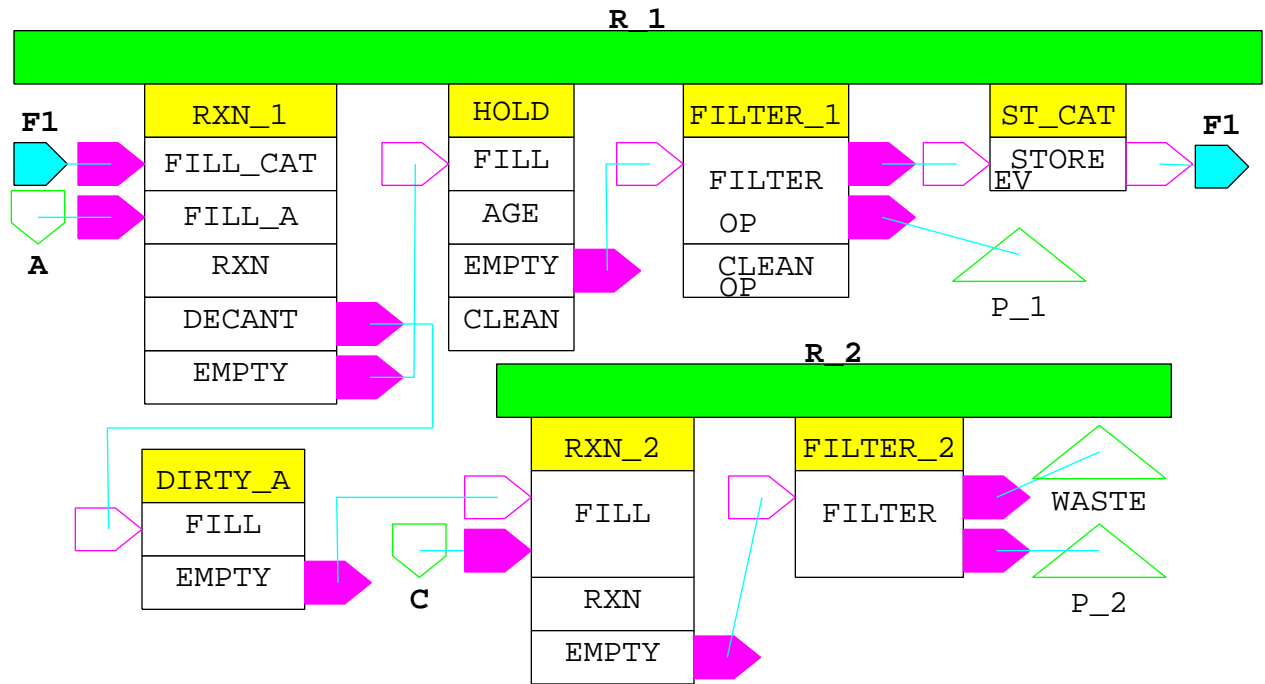 R_1
RXN_1
HOLD
FILTER_1
ST_CAT
F1
F1
FILL_CAT
FILL
FILTER
OP
STORE
EV
FILL_A
AGE
A
RXN
EMPTY
CLEAN
OP
DECANT
CLEAN
P_1
EMPTY
R_2
RXN_2
FILTER_2
DIRTY_A
WASTE
FILL
FILL
FILTER
EMPTY
C
RXN
P_2
EMPTY